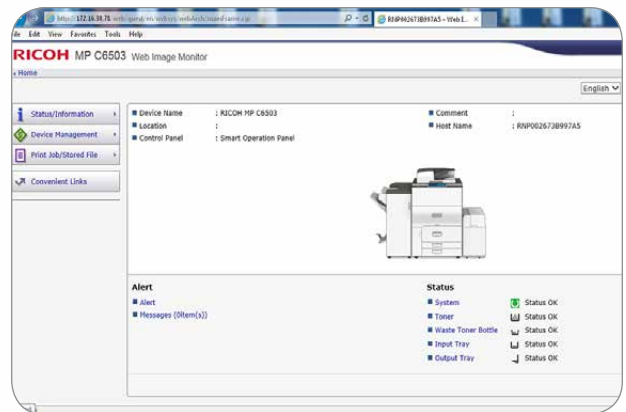 RNP002673B997A5 - Web I...
File Edit View Favorites Tools Help
RICOH MP C6503 Web Image Monitor
Home
English
Status/Information
Device Management
Print Job/Stored File
Convenient Links
Device Name : RICOH MP C6503
Location :
Control Panel : Smart Operation Panel
Comment :
Host Name : RNP002673B997A5
Alert
Alert
Messages (0item(s))
Status
System Status OK
Toner Status OK
Waste Toner Bottle Status OK
Input Tray Status OK
Output Tray Status OK